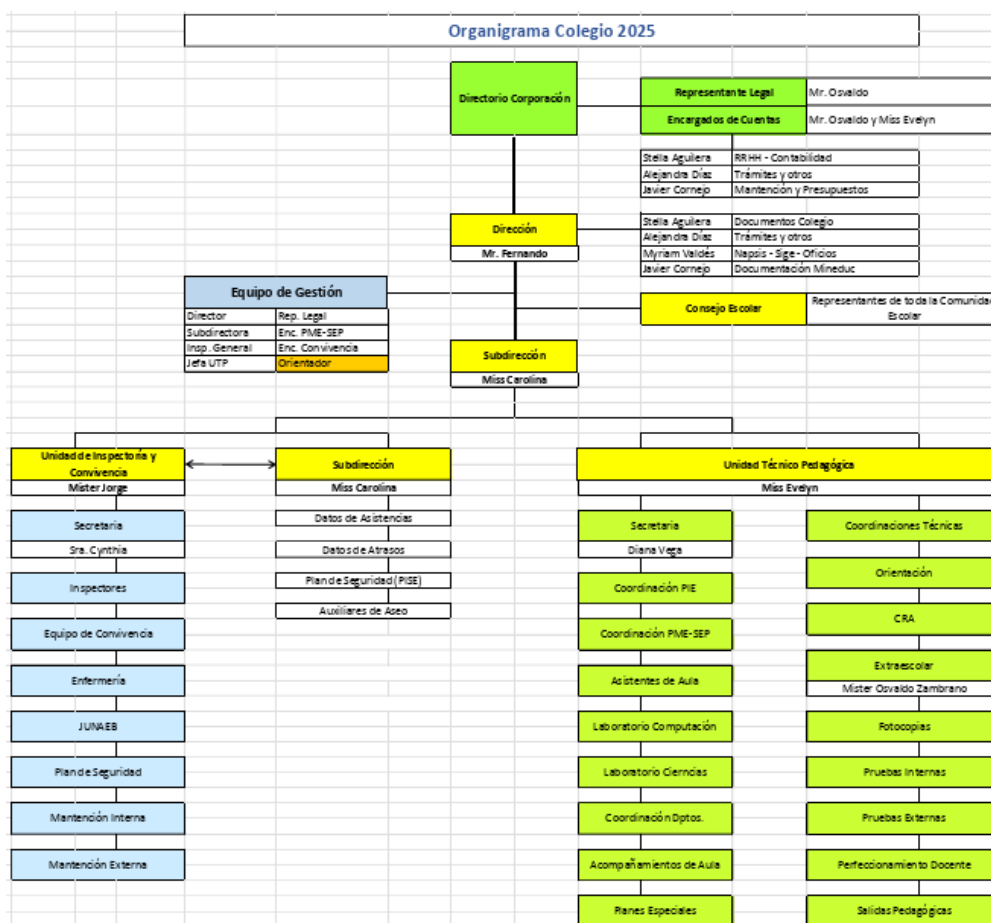 Organigrama Colegio 2025
Directorio Corporación
Representante Legal
Mr. Osvaldo
Encargados de Cuentas
Mr. Osvaldo y Miss Evelyn
Stella Aguilera RRHH - Contabilidad
Alejandra Díaz Trámites y otros
Javier Cornejo Mantención y Presupuestos
Dirección
Mr. Fernando
Stella Aguilera Documentos Colegio
Alejandra Díaz Trámites y otros
Myriam Valdés Napsis - Sige - Oficios
Javier Cornejo Documentación Mineduc
Equipo de Gestión
Director Rep. Legal
Subdirectora Enc. PME-SEP
Insp. General Enc. Convivencia
Jefa UTP Orientador
Consejo Escolar
Representantes de toda la Comunidad
Escolar
Subdirección
Miss Carolina
Unidad de Inspectoría y
Convivencia
Mister Jorge
Secretaria
Sra. Cynthia
Inspectores
Equipo de Convivencia
Enfermería
JUNAEB
Plan de Seguridad
Mantención Interna
Mantención Externa
Subdirección
Miss Carolina
Datos de Asistencias
Datos de Atrasos
Plan de Seguridad (PISE)
Auxiliares de Aseo
Unidad Técnico Pedagógica
Miss Evelyn
Secretaria
Diana Vega
Coordinación PIE
Coordinación PME-SEP
Asistentes de Aula
Laboratorio Computación
Laboratorio Cierncias
Coordinación Dptos.
Acompañamientos de Aula
Planes Especiales
Coordinaciones Técnicas
Orientación
CRA
Extraescolar
Mister Osvaldo Zambrano
Fotocopias
Pruebas Internas
Pruebas Externas
Perfeccionamiento Docente
Salidas Pedagógicas